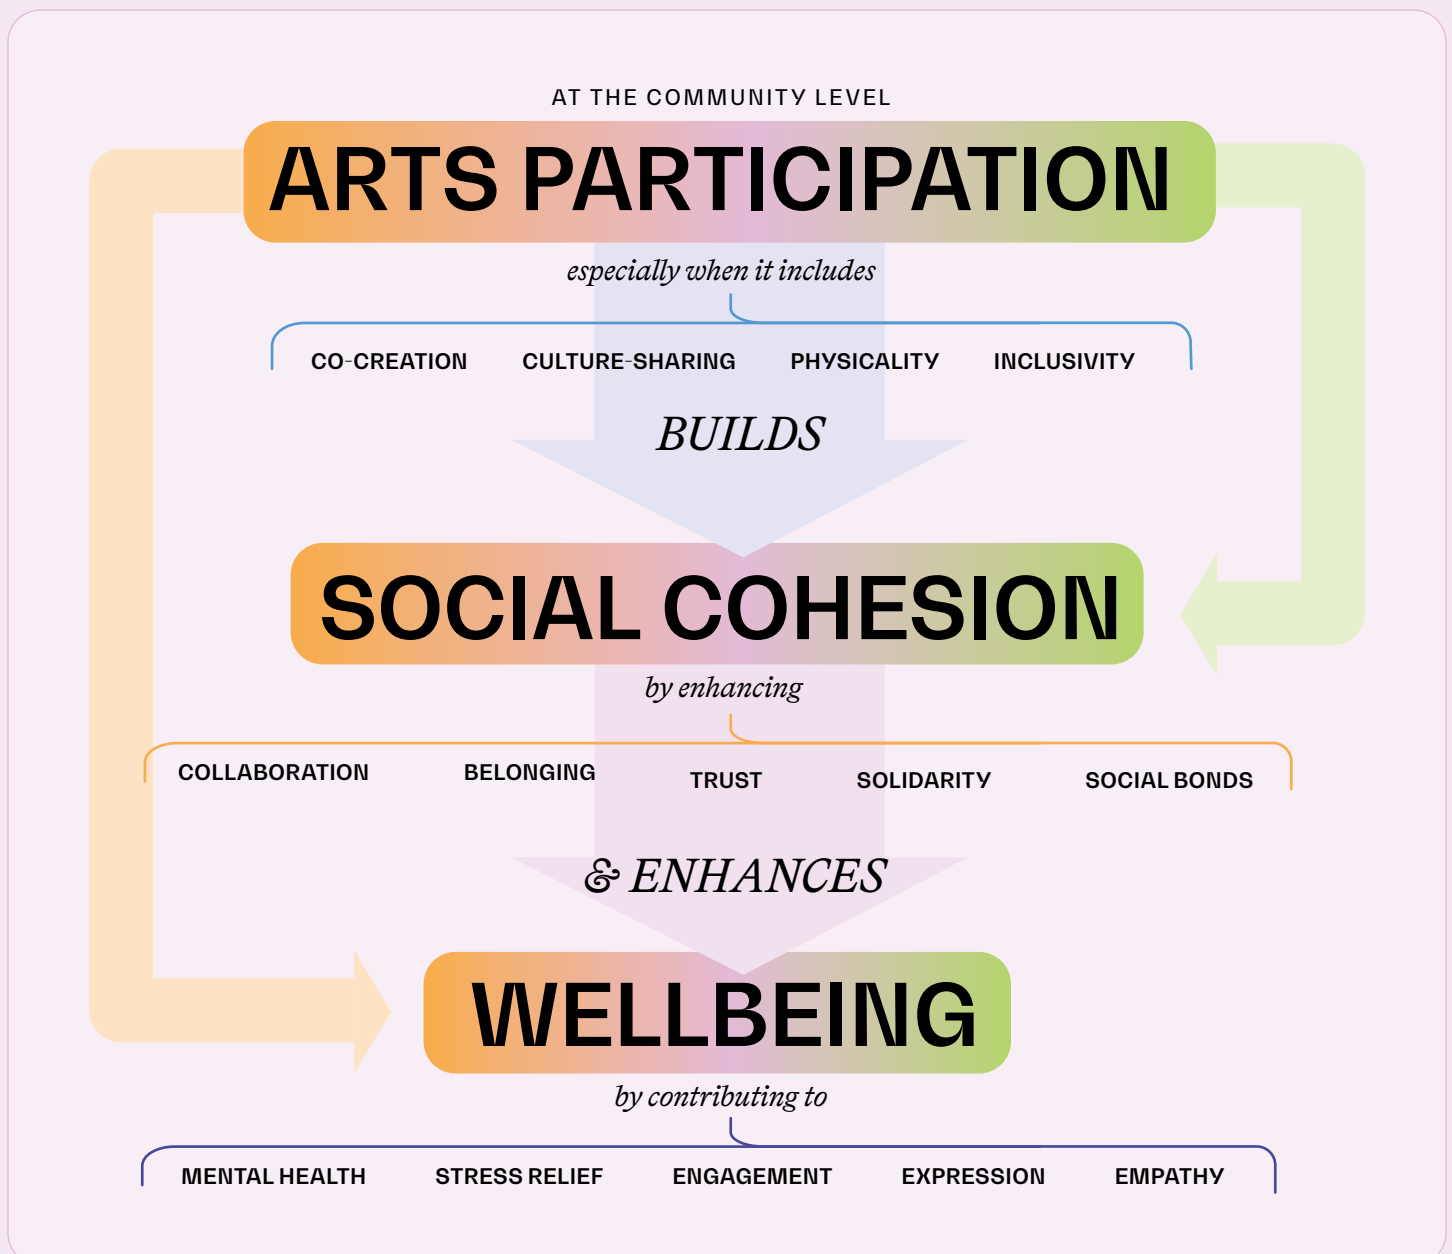 AT THE COMMUNITY LEVEL
ARTS PARTICIPATION
especially when it includes
CO-CREATION CULTURE-SHARING PHYSICALITY INCLUSIVITY
BUILDS
SOCIAL COHESION
by enhancing
COLLABORATION BELONGING TRUST SOLIDARITY SOCIAL BONDS
& ENHANCES
WELLBEING
by contributing to
MENTAL HEALTH STRESS RELIEF ENGAGEMENT EXPRESSION EMPATHY